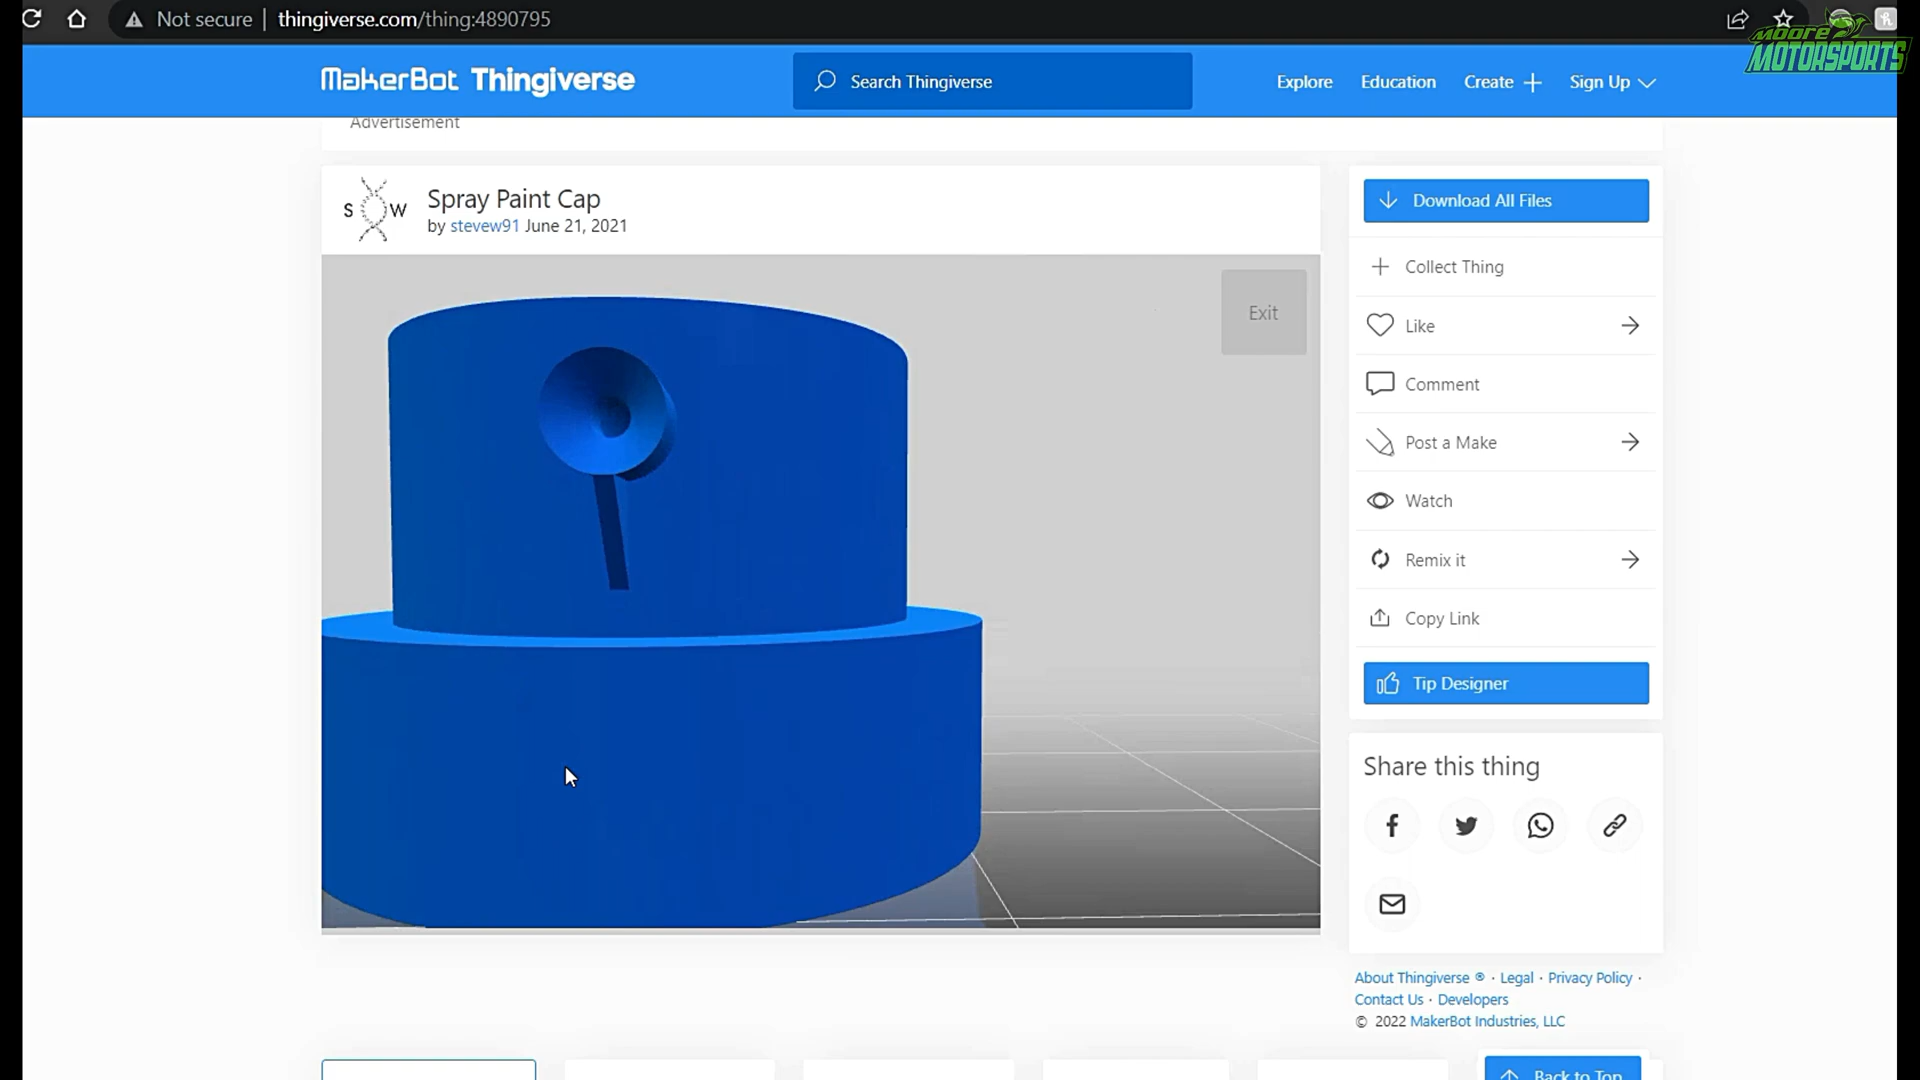 Not secure | thingiverse.com/thing:4890795
Moore
MOTORSPORTS
MakerBot Thingiverse
Search Thingiverse
Explore
Education
Create
Sign Up
Advertisement
S W
Spray Paint Cap
by stevew91 June 21, 2021
Exit
Download All Files
Collect Thing
Like
Comment
Post a Make
Watch
Remix it
Copy Link
Tip Designer
Share this thing
About Thingiverse ® · Legal · Privacy Policy ·
Contact Us · Developers
© 2022 MakerBot Industries, LLC
Back to Top